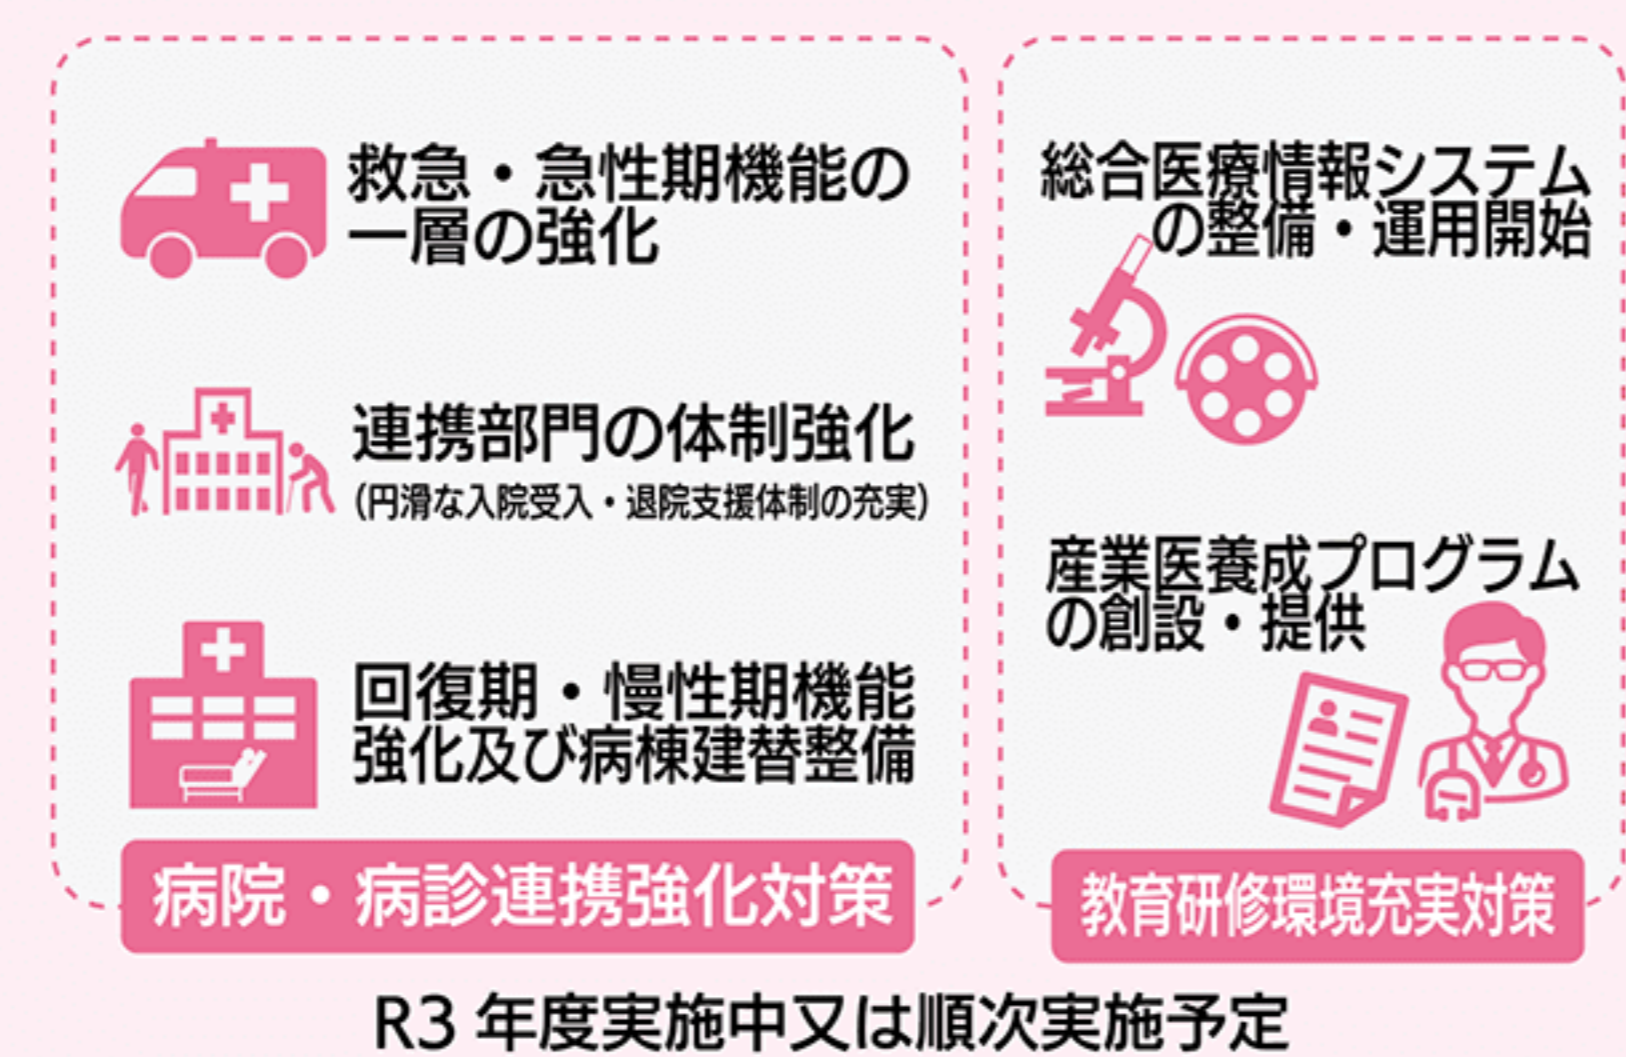 救急・急性期機能の
一層の強化
連携部門の体制強化
(円滑な入院受入・退院支援体制の充実)
回復期・慢性期機能
強化及び病棟建替整備
病院・病診連携強化対策
総合医療情報システム
の整備・運用開始
産業医養成プログラム
の創設・提供
教育研修環境充実対策
R3 年度実施中又は順次実施予定